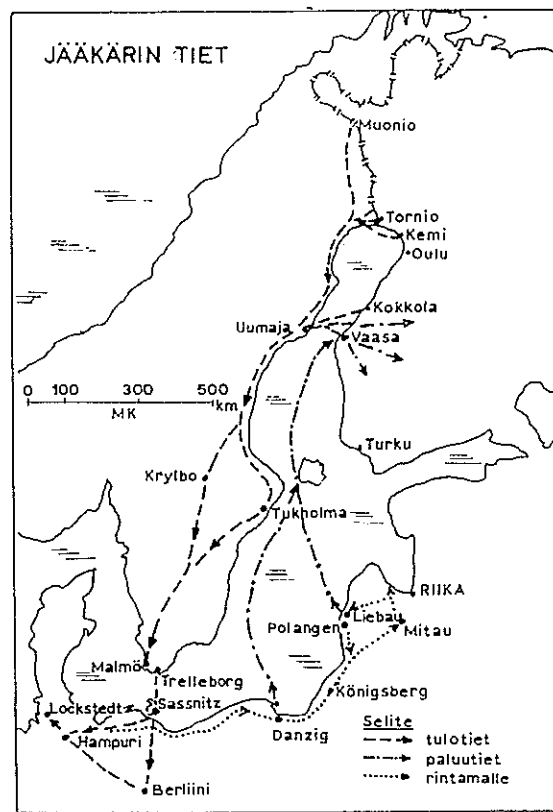 JÄÄKÄRIN TIET
Muonio
Tornio
Kemi
Oulu
Kokkola
Uumaja
Vaasa
0 100 300 500
km
MK
Turku
Krylbo
Tukholma
RIIKA
Liebau
Polangen
Mitau
Malmö
Trelleborg
Königsberg
Lockstedt
Sassnitz
Hampuri
Danzig
Berliini
Selite
tulotiet
paluutiet
rintamalle